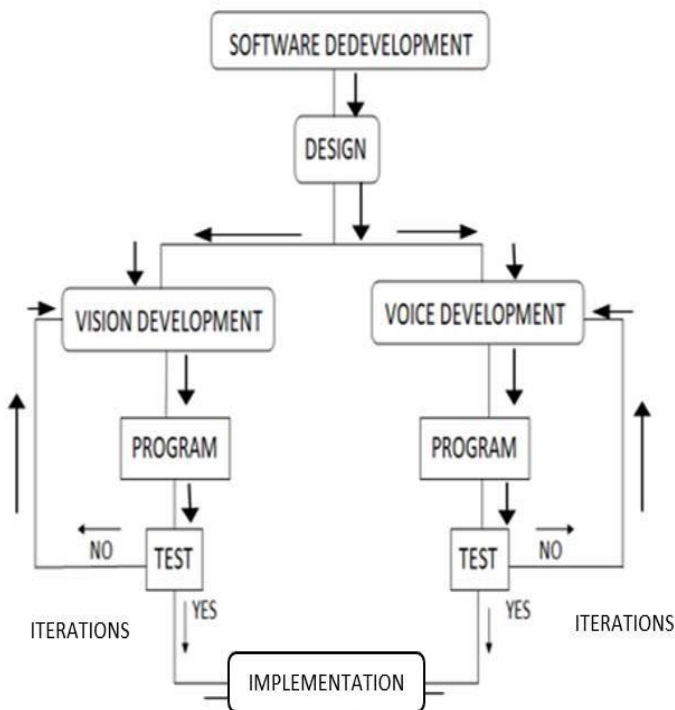 SOFTWARE DEDEVELOPMENT
DESIGN
VISION DEVELOPMENT
VOICE DEVELOPMENT
PROGRAM
PROGRAM
NO
TEST
TEST
NO
YES
YES
ITERATIONS
ITERATIONS
IMPLEMENTATION